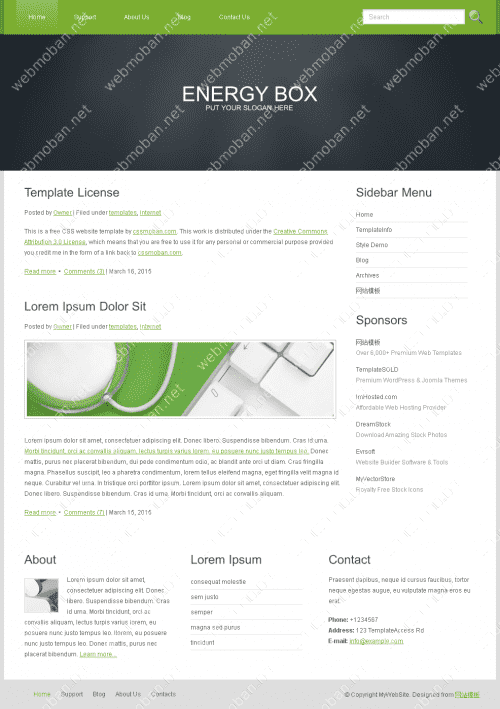 Home Support About Us Blog Contact Us Search
ENERGY BOX
PUT YOUR SLOGAN HERE
Template License
Posted by Owner | Filed under templates, internet
This is a free CSS website template by cssmoban.com. This work is distributed under the Creative Commons
Attribution 3.0 License, which means that you are free to use it for any personal or commercial purpose provided
you credit me in the form of a link back to cssmoban.com.
Read more • Comments (3) | March 16, 2015
Lorem Ipsum Dolor Sit
Posted by Owner | Filed under templates, internet
Lorem ipsum dolor sit amet, consectetuer adipiscing elit. Donec libero. Suspendisse bibendum. Cras id urna.
Morbi tincidunt, orci ac convallis aliquam, lectus turpis varius lorem, eu posuere nunc justo tempus leo. Donec
mattis, purus nec placerat bibendum, dui pede condimentum odio, ac blandit ante orci ut diam. Cras fringilla
magna. Phasellus suscipit, leo a pharetra condimentum, lorem tellus eleifend magna, eget fringilla velit magna id
neque. Curabitur vel urna. In tristique orci porttitor ipsum. Lorem ipsum dolor sit amet, consectetuer adipiscing
elit. Donec libero. Suspendisse bibendum. Cras id urna. Morbi tincidunt, orci ac convallis aliquam.
Read more • Comments (7) | March 15, 2015
Sidebar Menu
Home
TemplateInfo
Style Demo
Blog
Archives
网站模板
Sponsors
网站模板
Over 6,000+ Premium Web Templates
TemplateSOLD
Premium WordPress & Joomla Themes
ImHosted.com
Affordable Web Hosting Provider
DreamStock
Download Amazing Stock Photos
Evrsoft
Website Builder Software & Tools
MyVectorStore
Royalty Free Stock Icons
About
Lorem ipsum dolor sit amet,
consectetuer adipiscing elit. Donec
libero. Suspendisse bibendum. Cras
id urna. Morbi tincidunt, orci ac
convallis aliquam, lectus turpis varius lorem, eu
posuere nunc justo tempus leo. Donec
mattis, purus nec
placerat bibendum. Learn more...
Lorem Ipsum
consequat molestie
sem justo
semper
magna sed purus
tincidunt
Contact
Praesent dapibus, neque id cursus faucibus, tortor
neque egestas augue, eu vulputate magna eros eu
erat.
Phone: +1234567
Address: 123 TemplateAccess Rd
E-mail: info@example.com
Home Support Blog About Us Contacts
© Copyright MyWebSite. Designed from 网站模板
webmoban.net